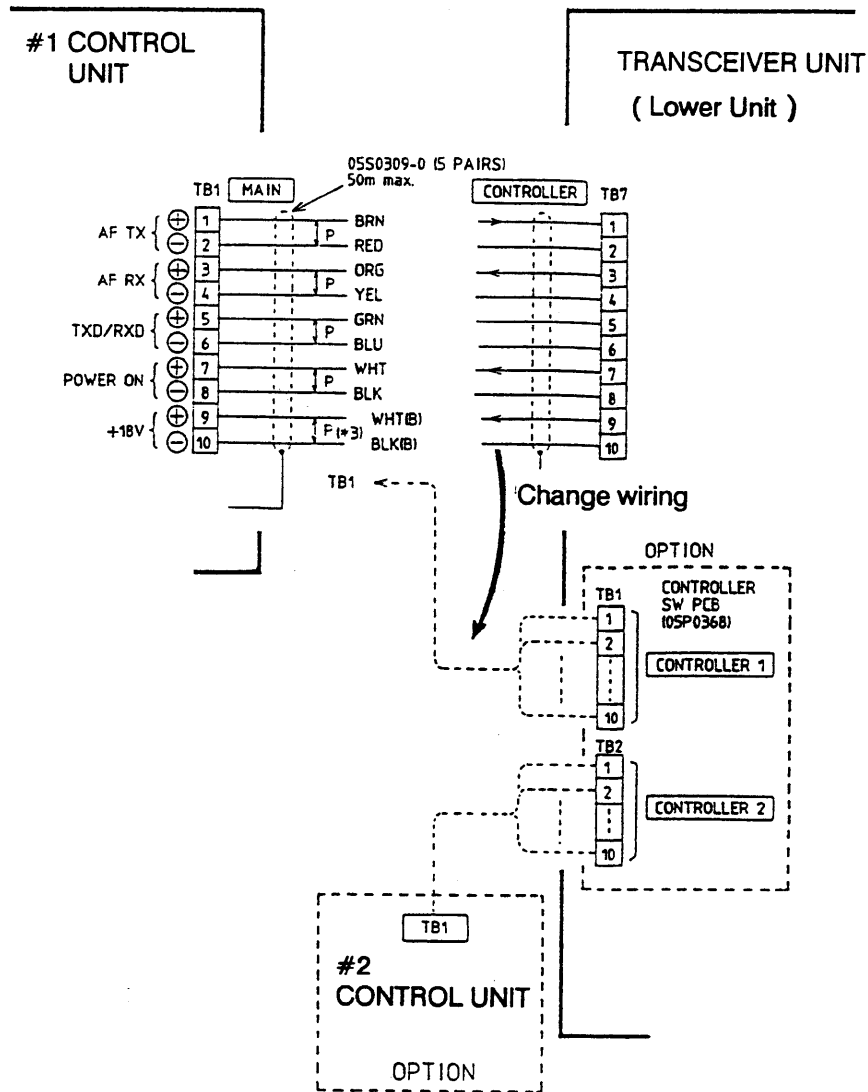 #1 CONTROL
UNIT
TRANSCEIVER UNIT
( Lower Unit )
05S0309-0 (5 PAIRS)
50m max.
TB1 MAIN
CONTROLLER TB7
AF TX ⊕ 1 P BRN 1
⊖ 2 RED 2
AF RX ⊕ 3 P ORG 3
⊖ 4 YEL 4
TXD/RXD ⊕ 5 P GRN 5
⊖ 6 BLU 6
POWER ON ⊕ 7 P WHT 7
⊖ 8 BLK 8
+18V ⊕ 9 P(*3) WHT(B) 9
⊖ 10 BLK(B) 10
TB1
Change wiring
OPTION
TB1
CONTROLLER
SW PCB
(05P0368)
1
2
CONTROLLER 1
10
TB2
1
2
CONTROLLER 2
10
TB1
#2
CONTROL UNIT
OPTION